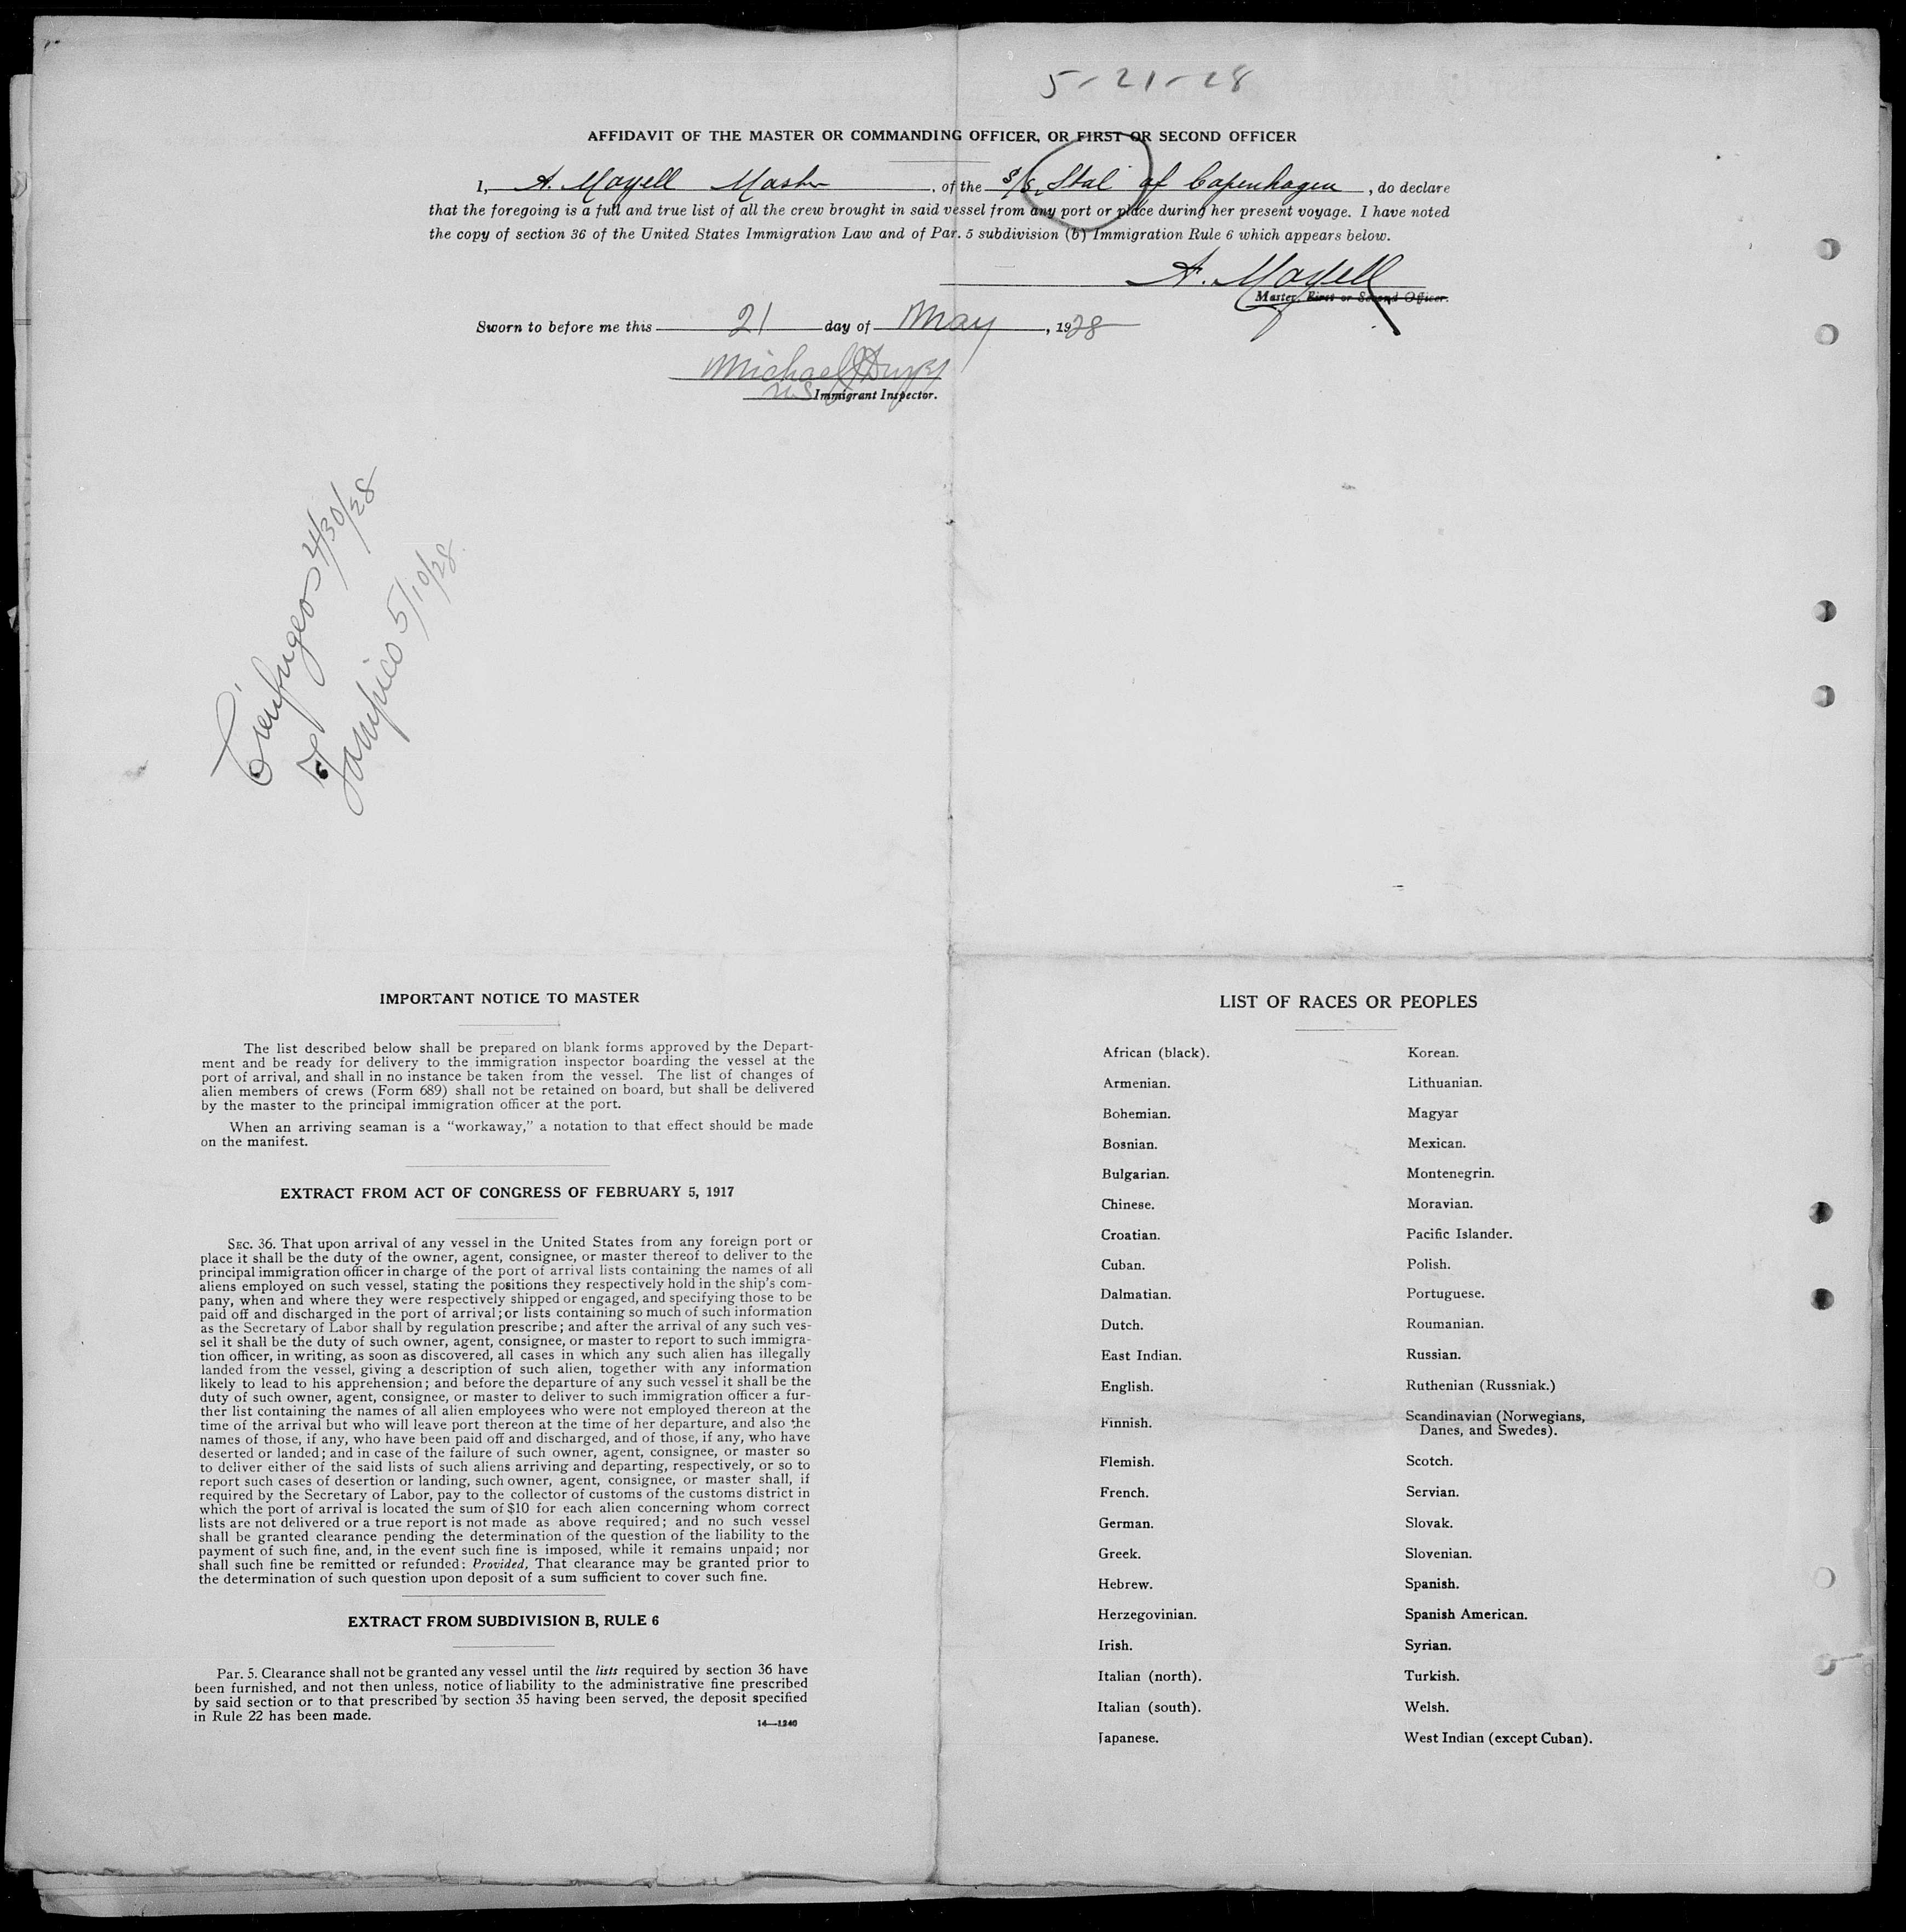 5-21-28
AFFIDAVIT OF THE MASTER OR COMMANDING OFFICER, OR FIRST OR SECOND OFFICER
I, A. Mayell Master, of the S/S. Stal of Copenhagen, do declare
that the foregoing is a full and true list of all the crew brought in said vessel from any port or place during her present voyage. I have noted
the copy of section 36 of the United States Immigration Law and of Par. 5 subdivision (b) Immigration Rule 6 which appears below.
A. Mayell
Master, First or Second Officer.
Sworn to before me this 21 day of May, 1928
Michael
U.S. Immigrant Inspector.
Cienfuegos 4/30/28
Tampico 5/10/28
IMPORTANT NOTICE TO MASTER
The list described below shall be prepared on blank forms approved by the Depart-
ment and be ready for delivery to the immigration inspector boarding the vessel at the
port of arrival, and shall in no instance be taken from the vessel. The list of changes of
alien members of crews (Form 689) shall not be retained on board, but shall be delivered
by the master to the principal immigration officer at the port.
When an arriving seaman is a "workaway," a notation to that effect should be made
on the manifest.
EXTRACT FROM ACT OF CONGRESS OF FEBRUARY 5, 1917
SEC. 36. That upon arrival of any vessel in the United States from any foreign port or
place it shall be the duty of the owner, agent, consignee, or master thereof to deliver to the
principal immigration officer in charge of the port of arrival lists containing the names of all
aliens employed on such vessel, stating the positions they respectively hold in the ship's com-
pany, when and where they were respectively shipped or engaged, and specifying those to be
paid off and discharged in the port of arrival; or lists containing so much of such information
as the Secretary of Labor shall by regulation prescribe; and after the arrival of any such ves-
sel it shall be the duty of such owner, agent, consignee, or master to report to such immigra-
tion officer, in writing, as soon as discovered, all cases in which any such alien has illegally
landed from the vessel, giving a description of such alien, together with any information
likely to lead to his apprehension; and before the departure of any such vessel it shall be the
duty of such owner, agent, consignee, or master to deliver to such immigration officer a fur-
ther list containing the names of all alien employees who were not employed thereon at the
time of the arrival but who will leave port thereon at the time of her departure, and also the
names of those, if any, who have been paid off and discharged, and of those, if any, who have
deserted or landed; and in case of the failure of such owner, agent, consignee, or master so
to deliver either of the said lists of such aliens arriving and departing, respectively, or so to
report such cases of desertion or landing, such owner, agent, consignee, or master shall, if
required by the Secretary of Labor, pay to the collector of customs of the customs district in
which the port of arrival is located the sum of $10 for each alien concerning whom correct
lists are not delivered or a true report is not made as above required; and no such vessel
shall be granted clearance pending the determination of the question of the liability to the
payment of such fine, and, in the event such fine is imposed, while it remains unpaid; nor
shall such fine be remitted or refunded: Provided, That clearance may be granted prior to
the determination of such question upon deposit of a sum sufficient to cover such fine.
EXTRACT FROM SUBDIVISION B, RULE 6
Par. 5. Clearance shall not be granted any vessel until the lists required by section 36 have
been furnished, and not then unless, notice of liability to the administrative fine prescribed
by said section or to that prescribed by section 35 having been served, the deposit specified
in Rule 22 has been made.
14—1240
LIST OF RACES OR PEOPLES
African (black).
Armenian.
Bohemian.
Bosnian.
Bulgarian.
Chinese.
Croatian.
Cuban.
Dalmatian.
Dutch.
East Indian.
English.
Finnish.
Flemish.
French.
German.
Greek.
Hebrew.
Herzegovinian.
Irish.
Italian (north).
Italian (south).
Japanese.
Korean.
Lithuanian.
Magyar
Mexican.
Montenegrin.
Moravian.
Pacific Islander.
Polish.
Portuguese.
Roumanian.
Russian.
Ruthenian (Russniak.)
Scandinavian (Norwegians,
Danes, and Swedes).
Scotch.
Servian.
Slovak.
Slovenian.
Spanish.
Spanish American.
Syrian.
Turkish.
Welsh.
West Indian (except Cuban).